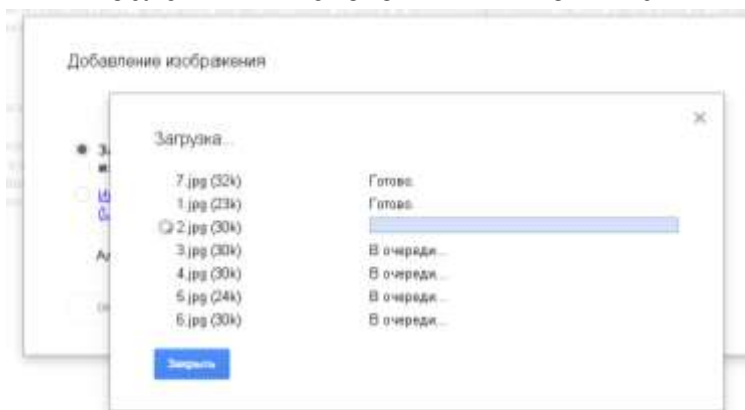 Добавление изображения
Загрузка...
7.jpg (32k) Готово.
1.jpg (23k) Готово.
2.jpg (30k)
3.jpg (30k) В очереди...
4.jpg (30k) В очереди...
5.jpg (24k) В очереди...
6.jpg (30k) В очереди...
Закрыть